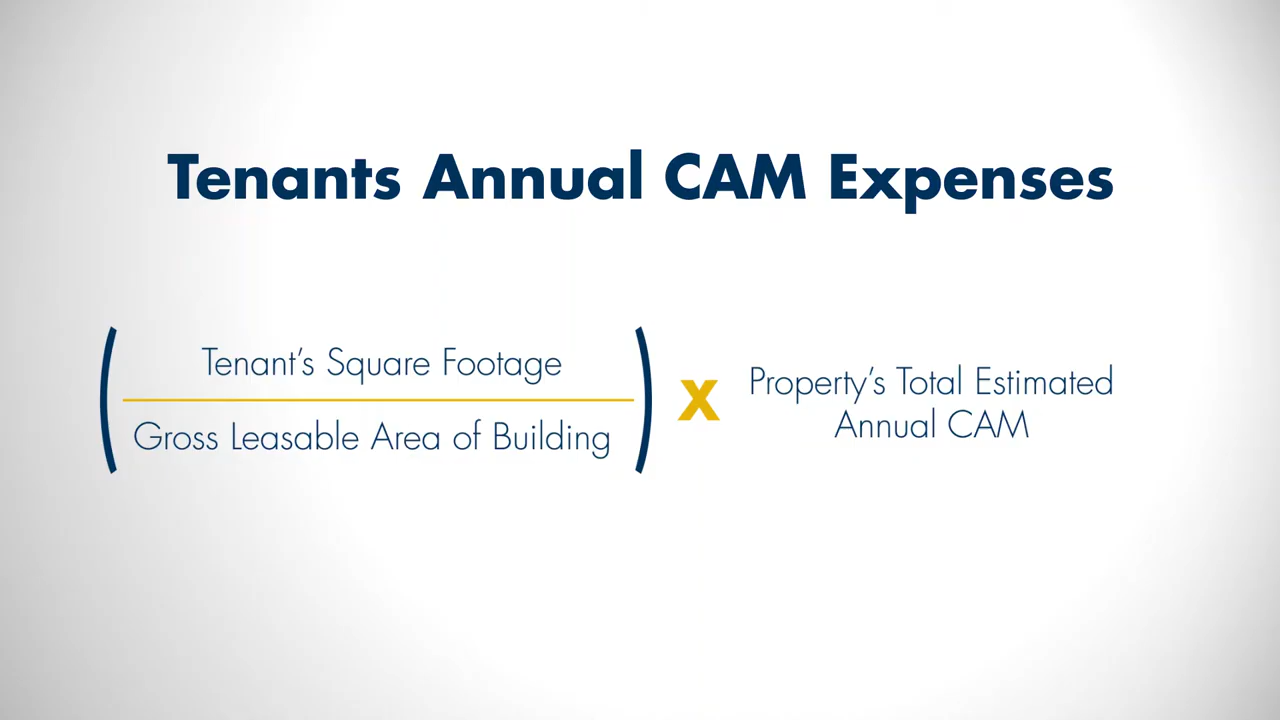 Tenants Annual CAM Expenses
Tenant’s Square Footage
Gross Leasable Area of Building
x
Property’s Total Estimated
Annual CAM